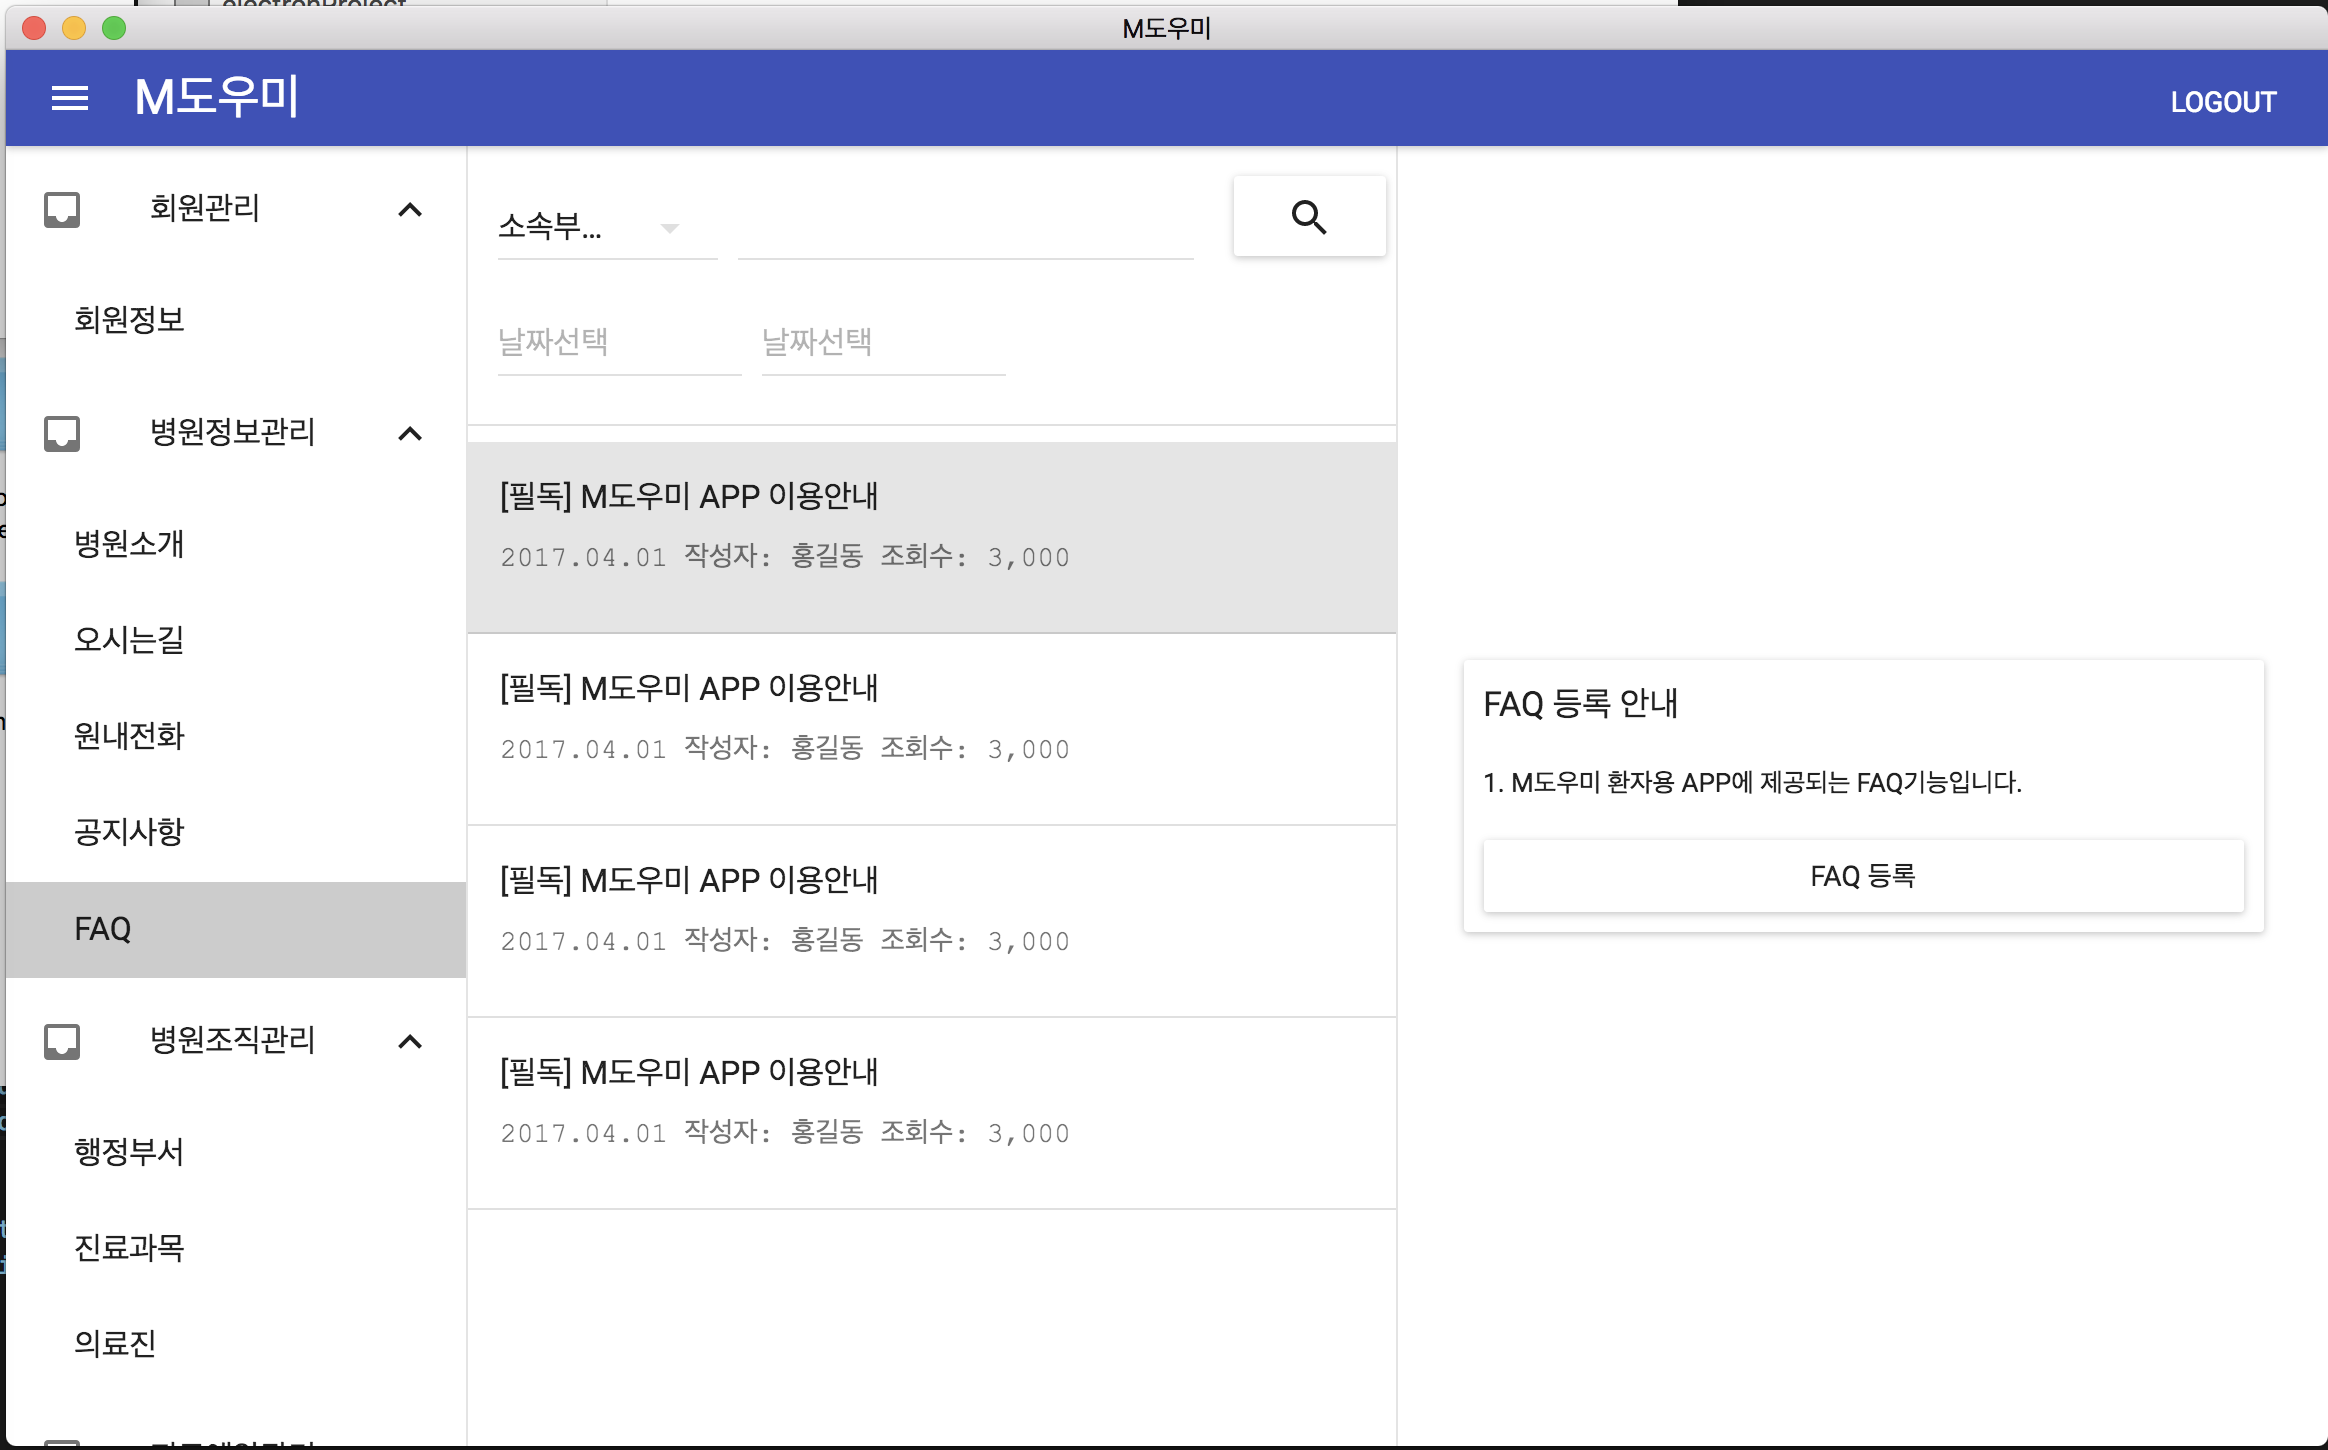 M도우미
M도우미
LOGOUT
회원관리
회원정보
병원정보관리
병원소개
오시는길
원내전화
공지사항
FAQ
병원조직관리
행정부서
진료과목
의료진
소속부...
날짜선택 날짜선택
[필독] M도우미 APP 이용안내
2017.04.01 작성자: 홍길동 조회수: 3,000
[필독] M도우미 APP 이용안내
2017.04.01 작성자: 홍길동 조회수: 3,000
[필독] M도우미 APP 이용안내
2017.04.01 작성자: 홍길동 조회수: 3,000
[필독] M도우미 APP 이용안내
2017.04.01 작성자: 홍길동 조회수: 3,000
FAQ 등록 안내
1. M도우미 환자용 APP에 제공되는 FAQ기능입니다.
FAQ 등록